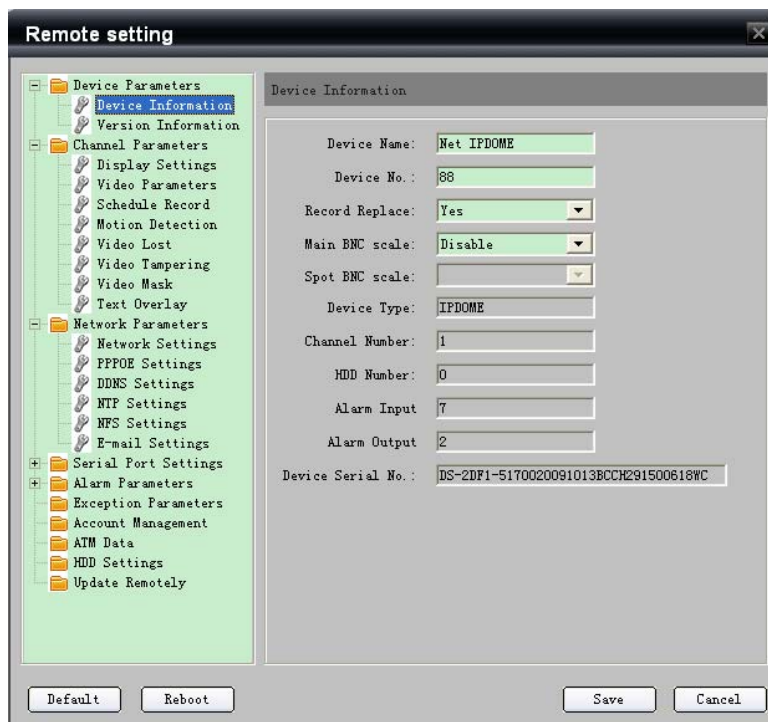 Remote setting
Device Parameters
Device Information
Version Information
Channel Parameters
Display Settings
Video Parameters
Schedule Record
Motion Detection
Video Lost
Video Tampering
Video Mask
Text Overlay
Network Parameters
Network Settings
PPPOE Settings
DDNS Settings
NTP Settings
NFS Settings
E-mail Settings
Serial Port Settings
Alarm Parameters
Exception Parameters
Account Management
ATM Data
HDD Settings
Update Remotely
Device Information
Device Name: Net IPDOME
Device No.: 88
Record Replace: Yes
Main BNC scale: Disable
Spot BNC scale:
Device Type: IPDOME
Channel Number: 1
HDD Number: 0
Alarm Input 7
Alarm Output 2
Device Serial No.: DS-2DF1-5170020091013BCCH291500618WC
Default
Reboot
Save
Cancel